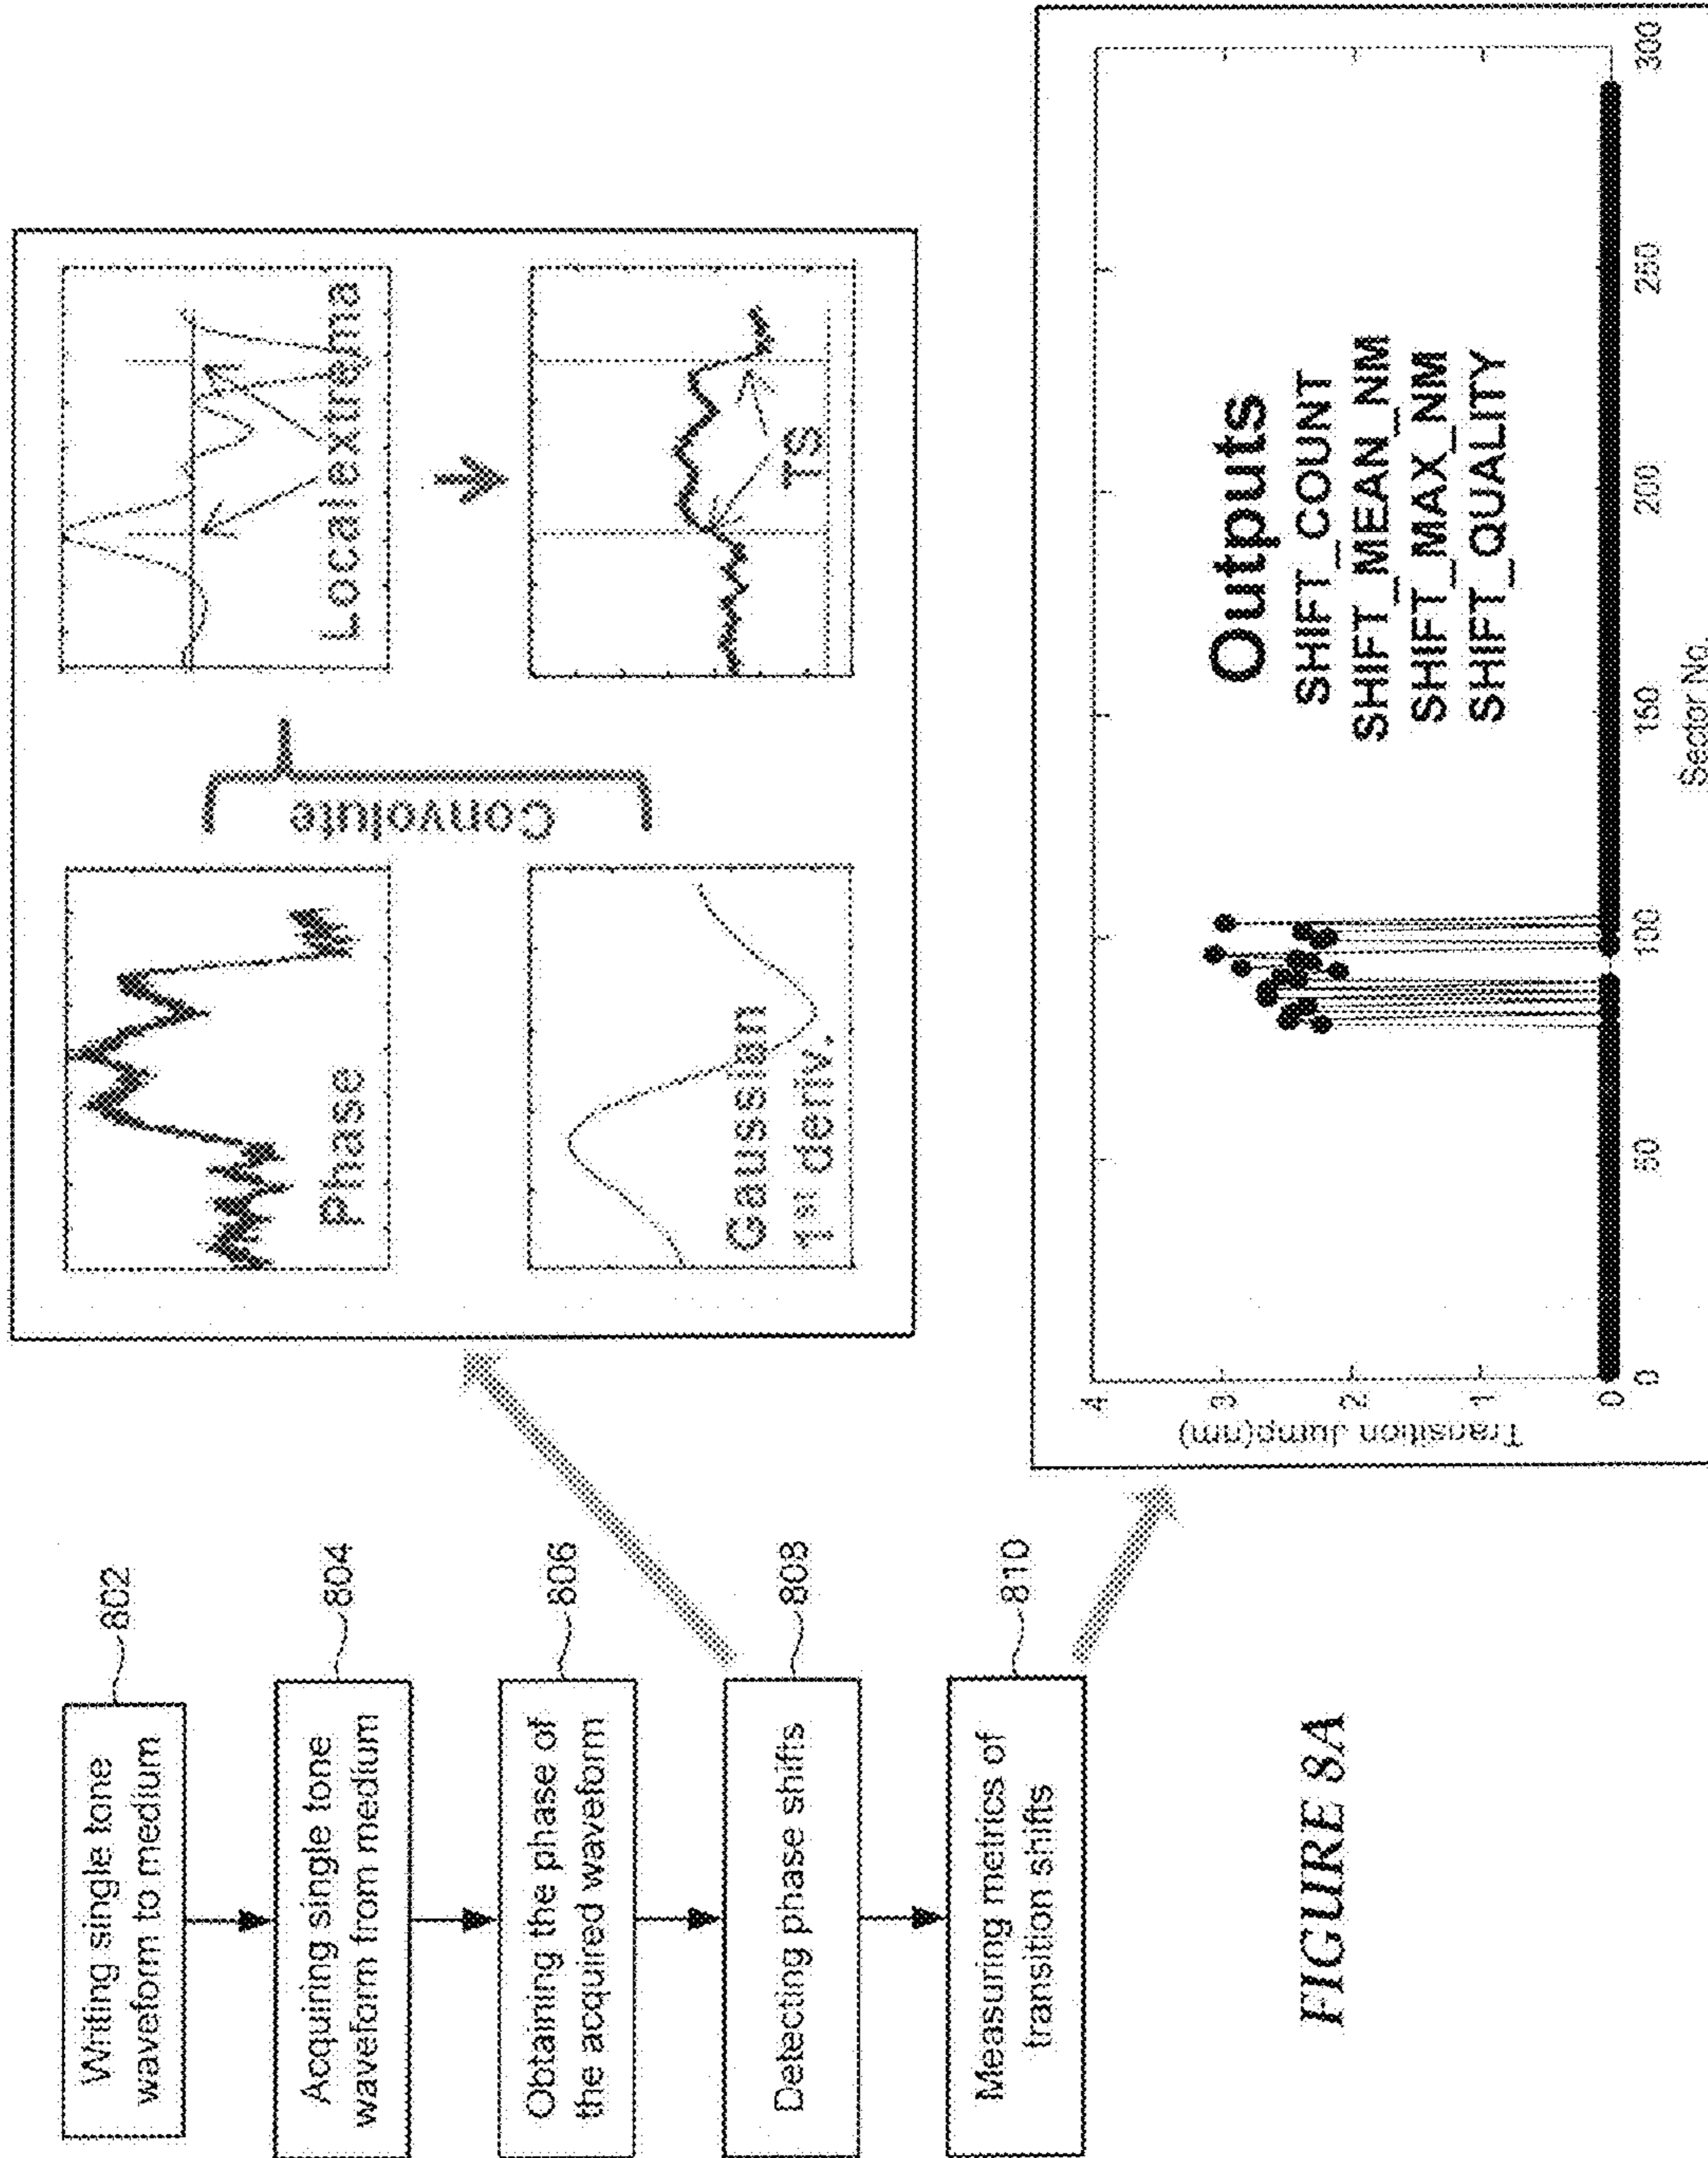 Writing single tone
waveform to medium
802
Acquiring single tone
waveform from medium
804
Obtaining the phase of
the acquired waveform
806
Detecting phase shifts
808
Measuring metrics of
transition shifts
810
Phase
Gaussian
1st deriv.
Convolute
Local extrema
TS
Transition Jump(nm)
4
3
2
1
0
Outputs
SHIFT_COUNT
SHIFT_MEAN_NM
SHIFT_MAX_NM
SHIFT_QUALITY
0
50
100
150
200
250
300
Sector No.
FIGURE 8A